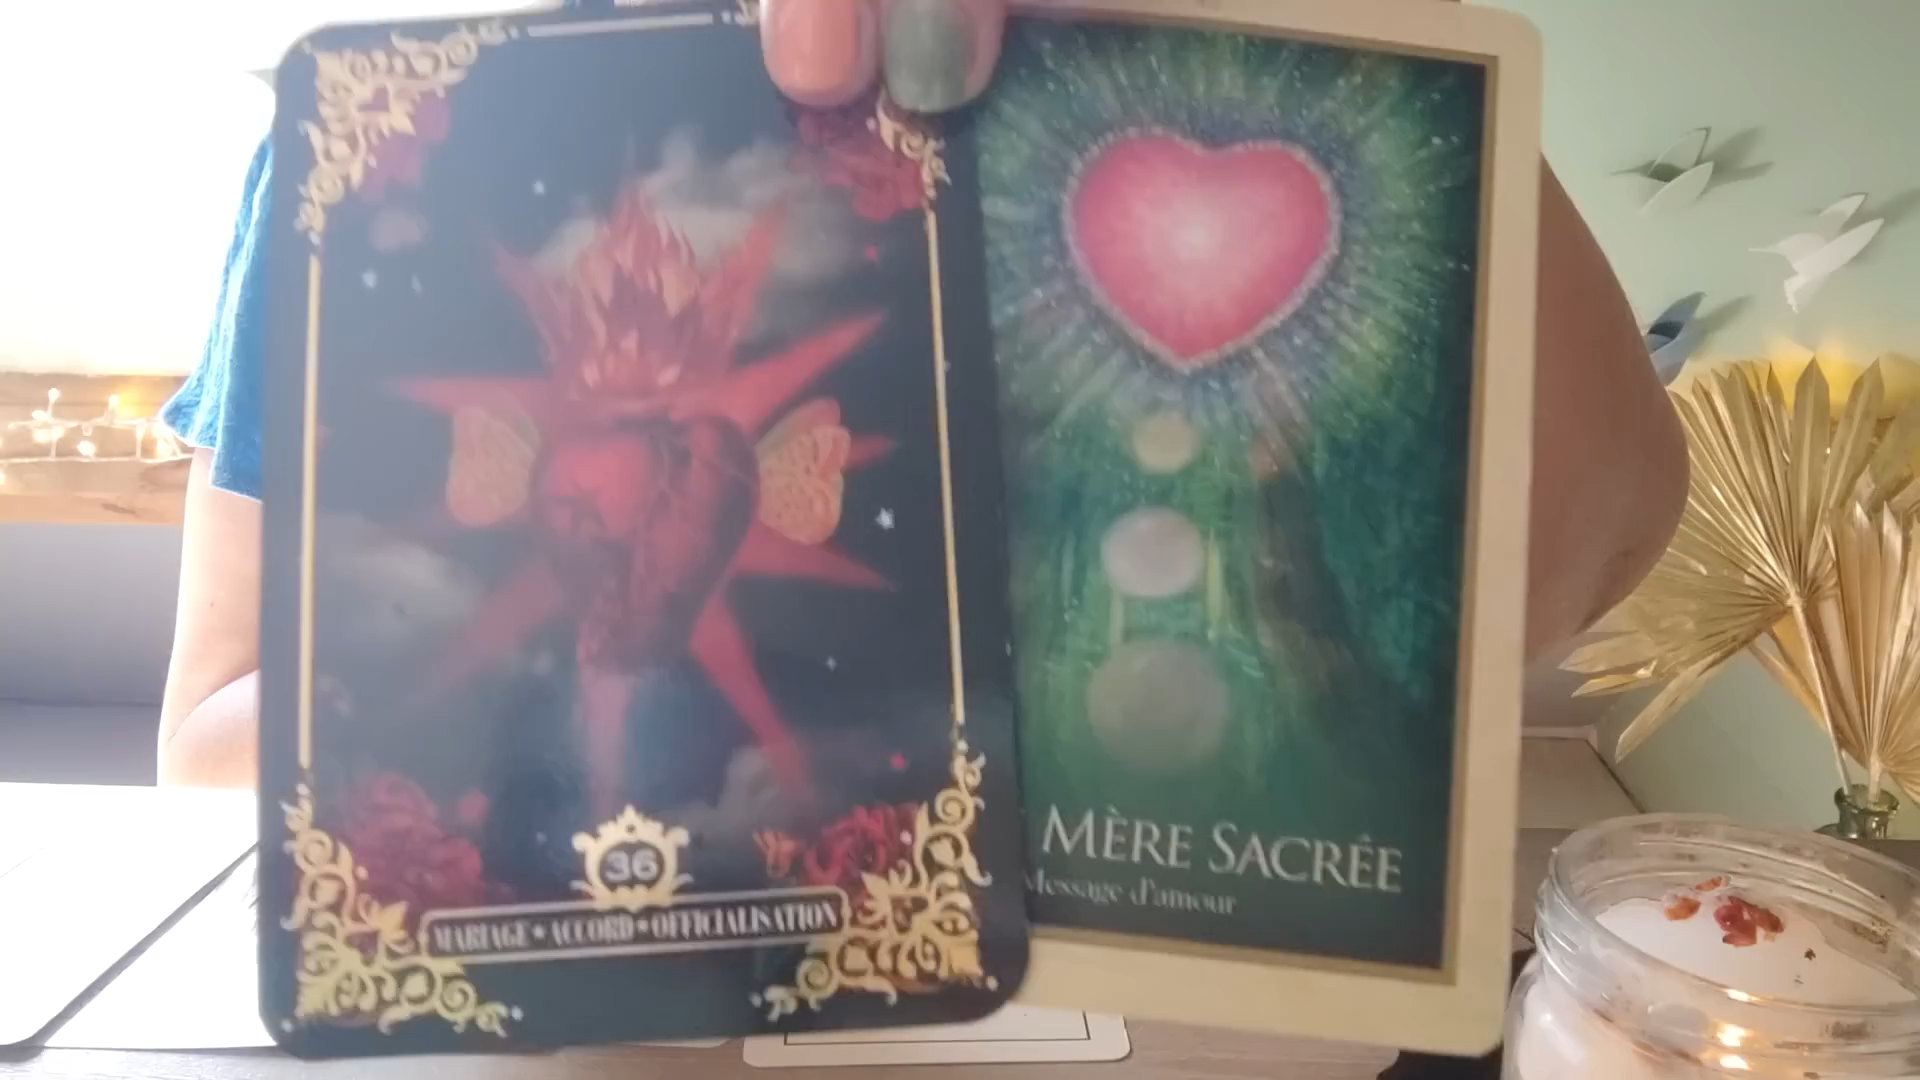 36
MARIAGE * ACCORD * OFFICIALISATION
MÈRE SACRÉE
Message d'amour